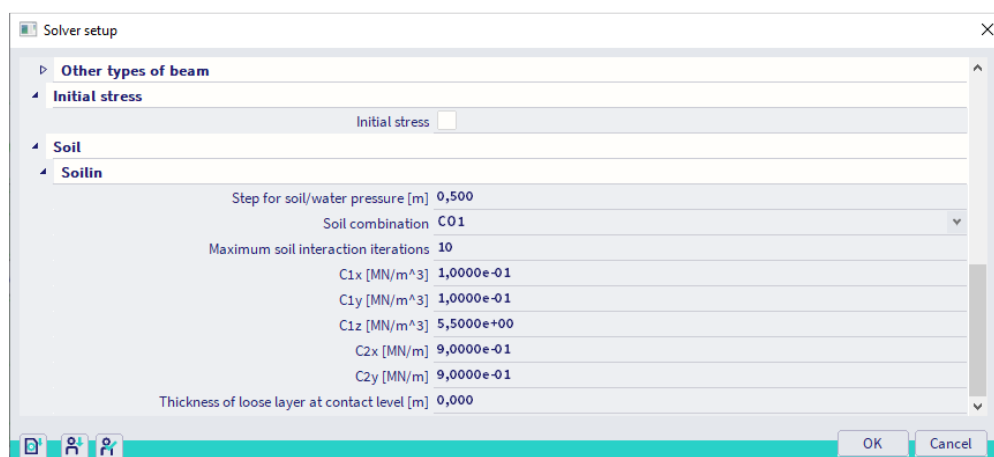 Solver setup
Other types of beam
Initial stress
Initial stress
Soil
Soilin
Step for soil/water pressure [m] 0,500
Soil combination CO1
Maximum soil interaction iterations 10
C1x [MN/m^3] 1,0000e-01
C1y [MN/m^3] 1,0000e-01
C1z [MN/m^3] 5,5000e+00
C2x [MN/m] 9,0000e-01
C2y [MN/m] 9,0000e-01
Thickness of loose layer at contact level [m] 0,000
OK Cancel